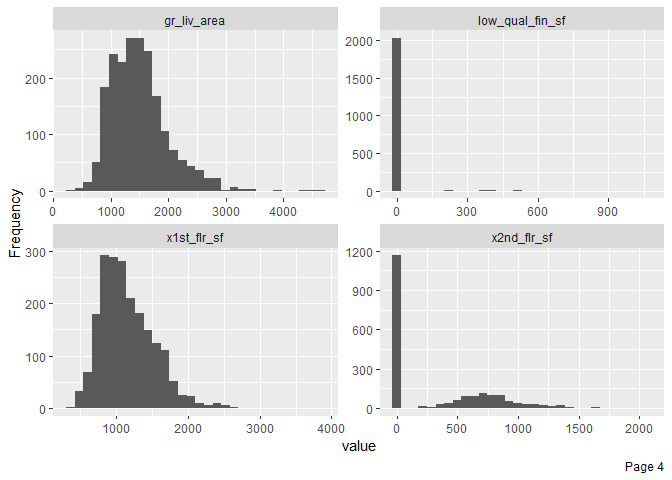 gr_liv_area
low_qual_fin_sf
200
100
0
0 1000 2000 3000 4000
2000
1500
1000
500
0
0 300 600 900
Frequency
x1st_flr_sf
x2nd_flr_sf
300
200
100
0
1000 2000 3000 4000
1200
900
600
300
0
0 500 1000 1500 2000
value
Page 4